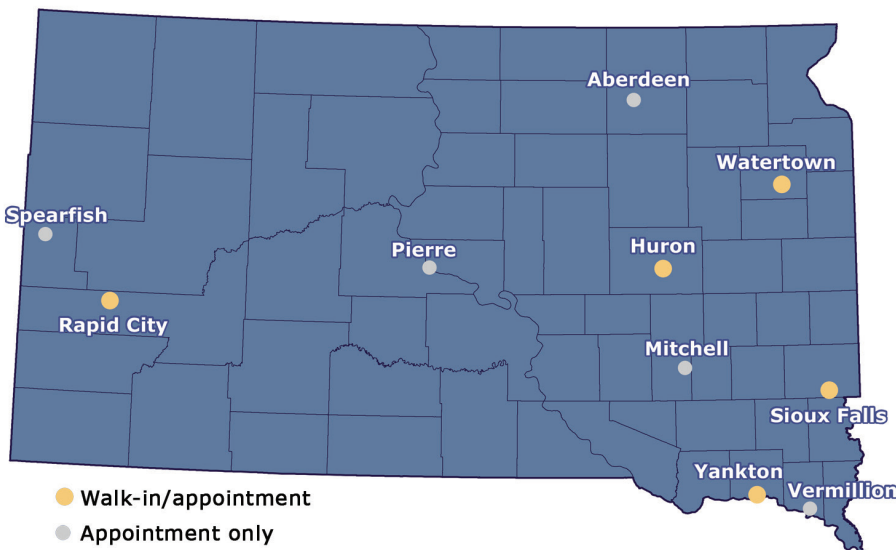 Aberdeen
Watertown
Spearfish
Pierre
Huron
Rapid City
Mitchell
Sioux Falls
Yankton
Vermillion
Walk-in/appointment
Appointment only